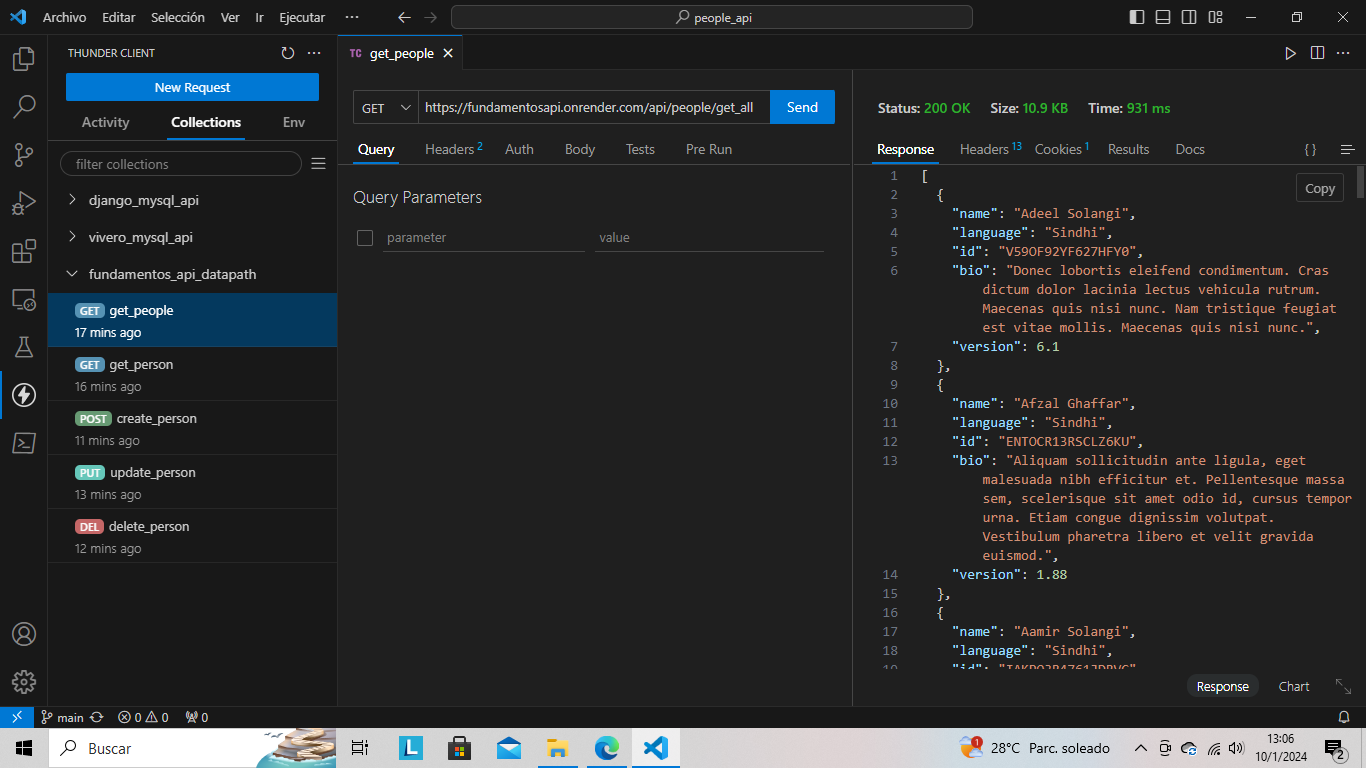 Archivo Editar Selección Ver Ir Ejecutar ··· people_api
THUNDER CLIENT
New Request
Activity Collections Env
filter collections
django_mysql_api
vivero_mysql_api
fundamentos_api_datapath
GET get_people
17 mins ago
GET get_person
16 mins ago
POST create_person
11 mins ago
PUT update_person
13 mins ago
DEL delete_person
12 mins ago
TC get_people
GET https://fundamentosapi.onrender.com/api/people/get_all Send
Query Headers 2 Auth Body Tests Pre Run
Query Parameters
parameter value
Status: 200 OK Size: 10.9 KB Time: 931 ms
Response Headers 13 Cookies 1 Results Docs { }
Copy
1 [
2 {
3 "name": "Adeel Solangi",
4 "language": "Sindhi",
5 "id": "V59OF92YF627HFY0",
6 "bio": "Donec lobortis eleifend condimentum. Cras
dictum dolor lacinia lectus vehicula rutrum.
Maecenas quis nisi nunc. Nam tristique feugiat
est vitae mollis. Maecenas quis nisi nunc.",
7 "version": 6.1
8 },
9 {
10 "name": "Afzal Ghaffar",
11 "language": "Sindhi",
12 "id": "ENTOCR13RSCLZ6KU",
13 "bio": "Aliquam sollicitudin ante ligula, eget
malesuada nibh efficitur et. Pellentesque massa
sem, scelerisque sit amet odio id, cursus tempor
urna. Etiam congue dignissim volutpat.
Vestibulum pharetra libero et velit gravida
euismod.",
14 "version": 1.88
15 },
16 {
17 "name": "Aamir Solangi",
18 "language": "Sindhi",
19 "id":
Response Chart
main 0 0 0
Buscar
L
1 28°C Parc. soleado
13:06
10/1/2024
2